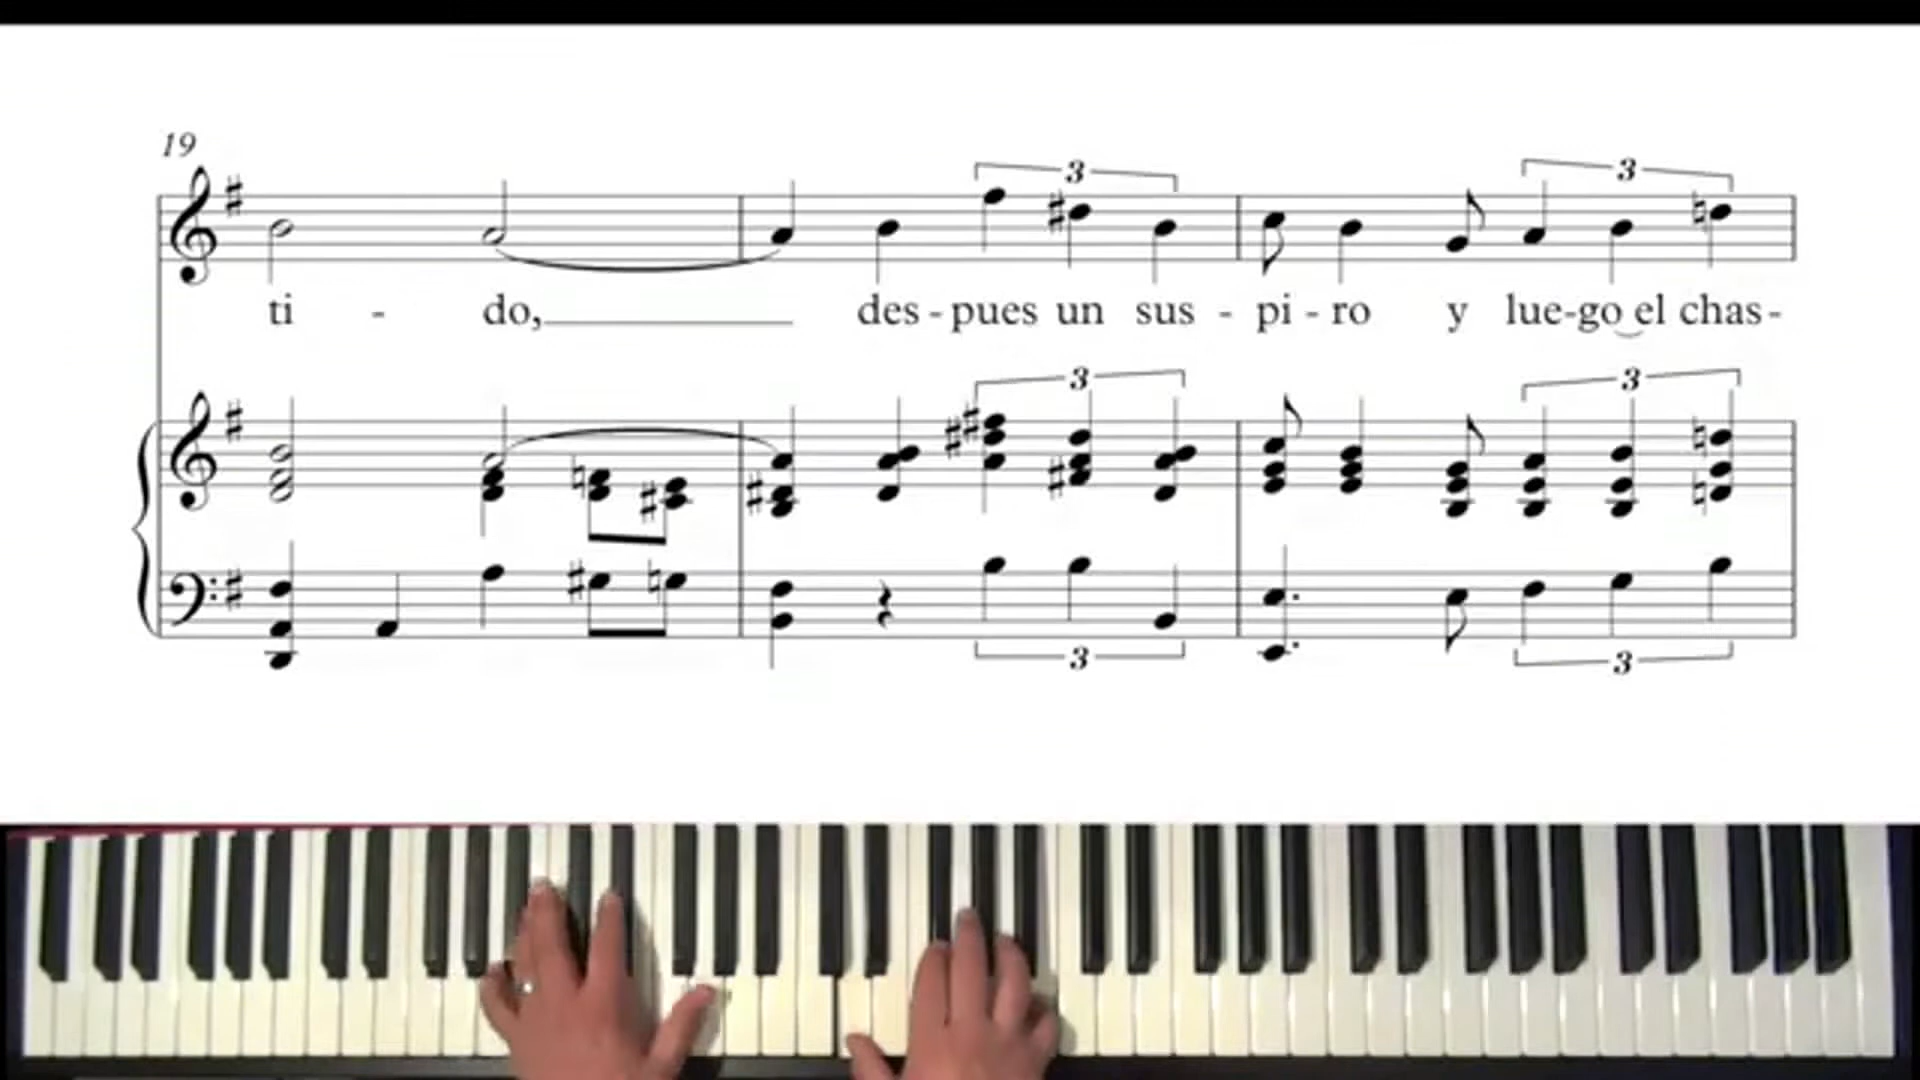 19
3 3
ti - do, des - pues un sus - pi - ro y lue-go el chas-
3 3
3 3